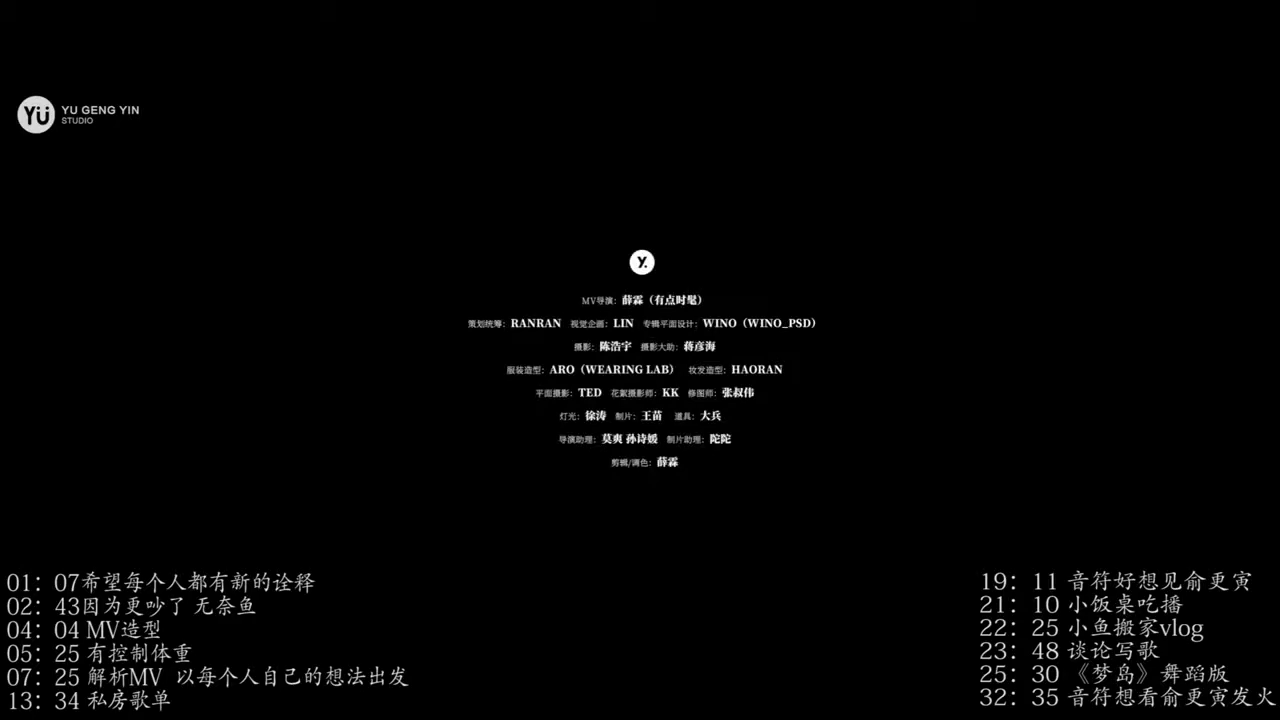 YU GENG YIN
STUDIO
Y.
MV导演：薛霖（有点时髦）
策划统筹：RANRAN 视觉企画：LIN 专辑平面设计：WINO（WINO_PSD）
摄影：陈浩宇 摄影大助：蒋彦海
服装造型：ARO（WEARING LAB） 妆发造型：HAORAN
平面摄影：TED 花絮摄影师：KK 修图师：张叔伟
灯光：徐涛 制片：王苗 道具：大兵
导演助理：莫爽 孙诗媛 制片助理：陀陀
剪辑/调色：薛霖
01：07希望每个人都有新的诠释
02：43因为更吵了 无奈鱼
04：04 MV造型
05：25 有控制体重
07：25 解析MV 以每个人自己的想法出发
13：34 私房歌单
19：11 音符好想见俞更寅
21：10 小饭桌吃播
22：25 小鱼搬家vlog
23：48 谈论写歌
25：30 《梦岛》舞蹈版
32：35 音符想看俞更寅发火